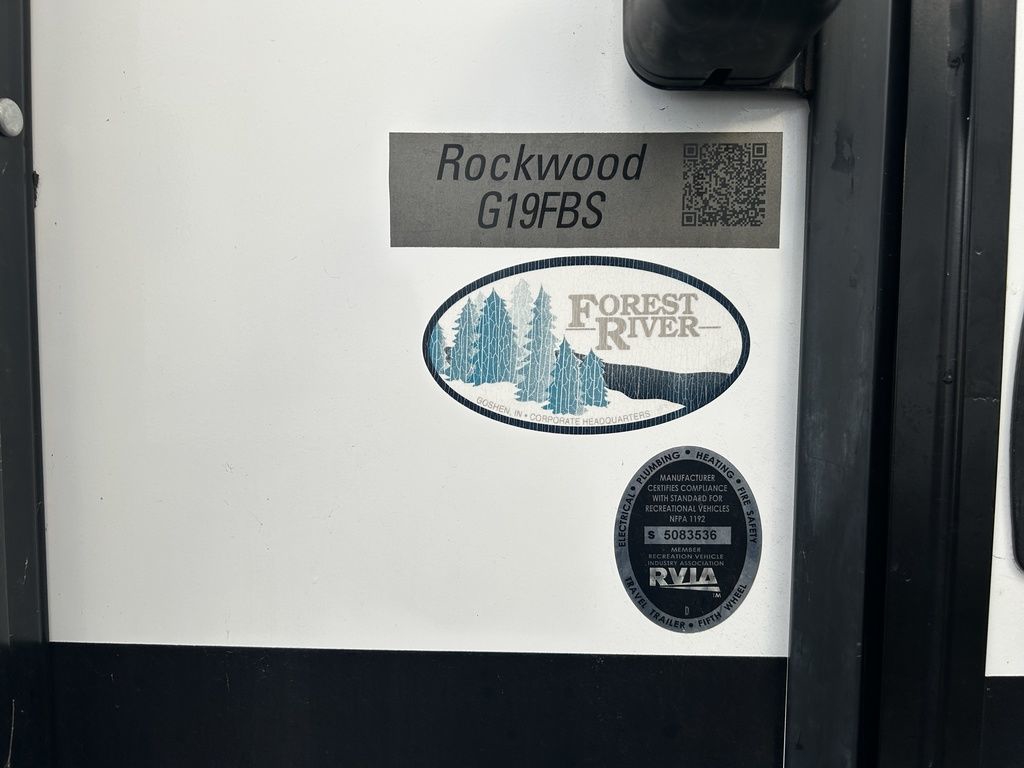 Rockwood
G19FBS
FOREST
RIVER
GOSHEN, IN • CORPORATE HEADQUARTERS
ELECTRICAL • PLUMBING • HEATING • FIRE SAFETY
MANUFACTURER
CERTIFIES COMPLIANCE
WITH STANDARD FOR
RECREATIONAL VEHICLES
NFPA 1192
S 5083536
MEMBER
RECREATION VEHICLE
INDUSTRY ASSOCIATION
RVIA
TM
D
TRAVEL TRAILER • FIFTH WHEEL